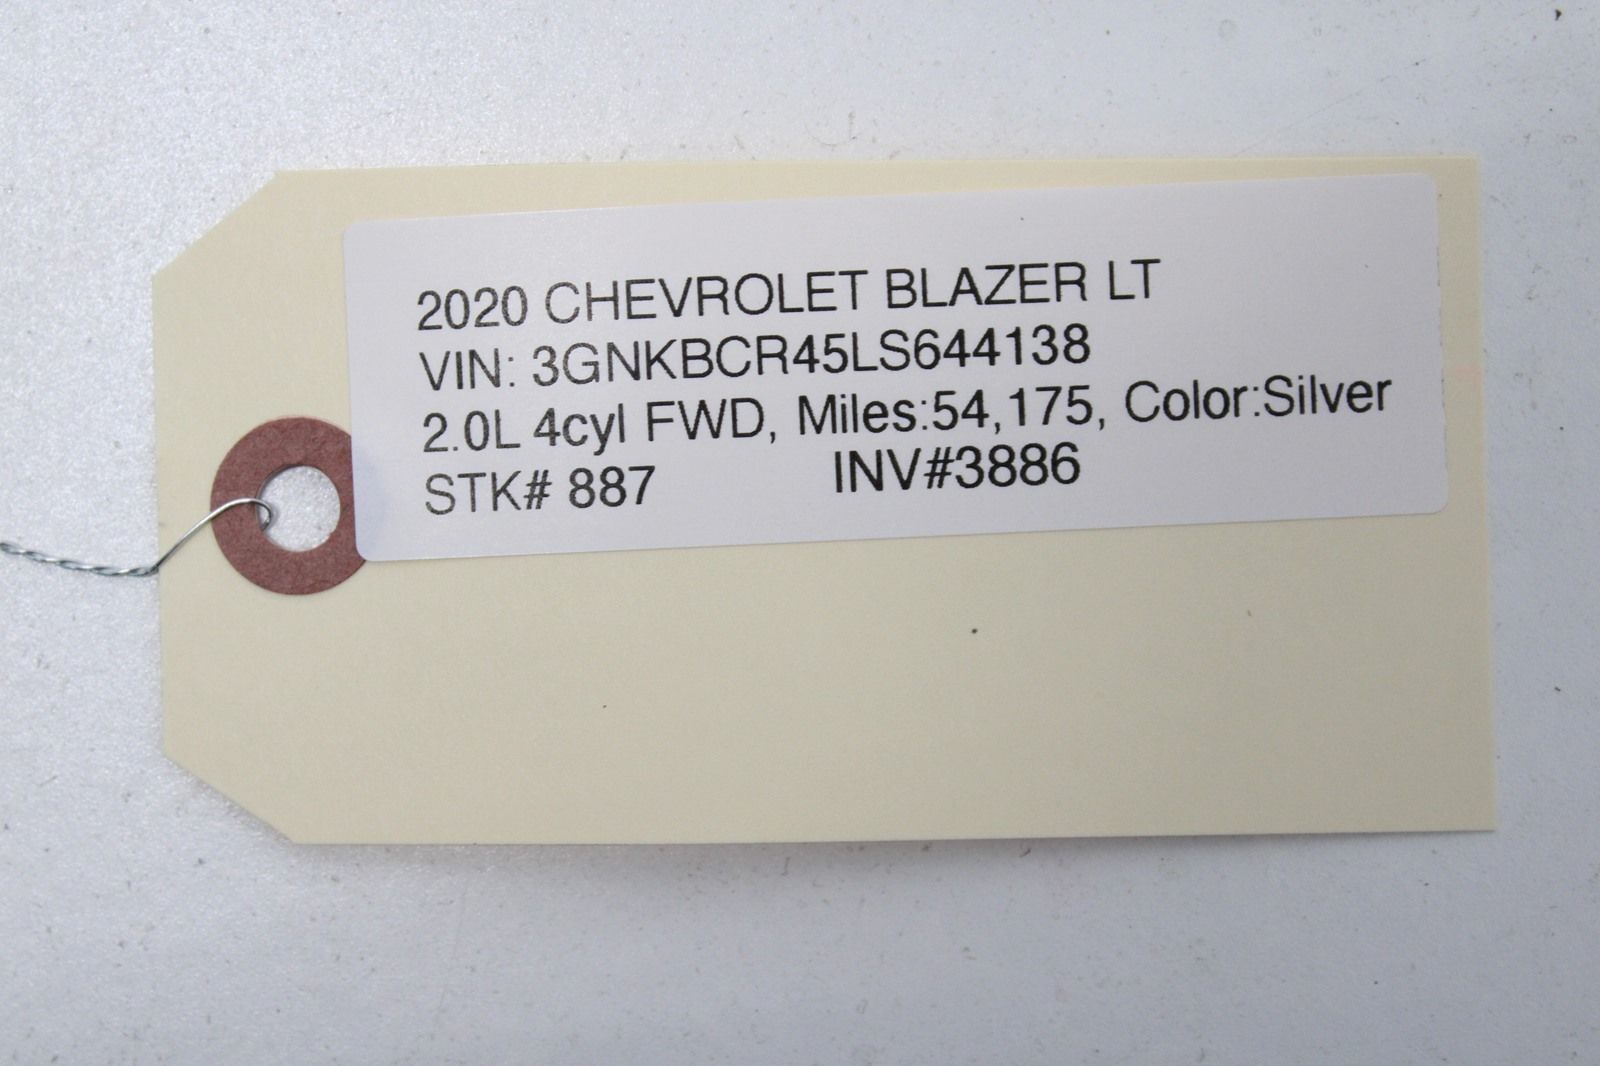 2020 CHEVROLET BLAZER LT
VIN: 3GNKBCR45LS644138
2.0L 4cyl FWD, Miles:54,175, Color:Silver
STK# 887 INV#3886